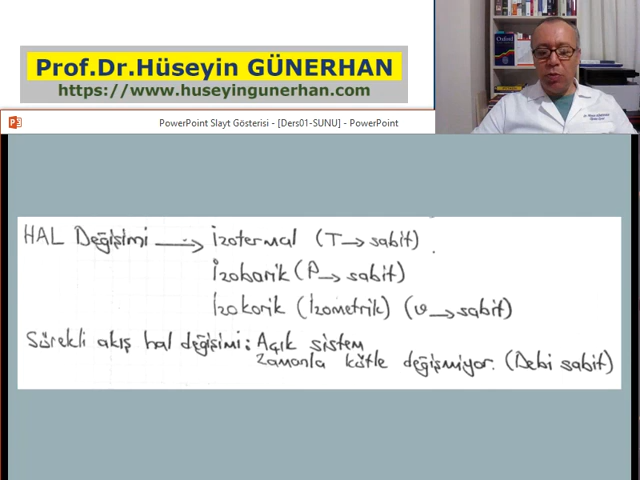 Prof.Dr.Hüseyin GÜNERHAN
https://www.huseyingunerhan.com
PowerPoint Slayt Gösterisi - [Ders01-SUNU] - PowerPoint
HAL Değişimi → İzotermal (T → sabit)
İzobarik (P → sabit)
İzokorik (İzometrik) (υ → sabit)
Sürekli akış hal değişimi: Açık sistem
Zamanla kütle değişmiyor. (Debi sabit)
Oxford